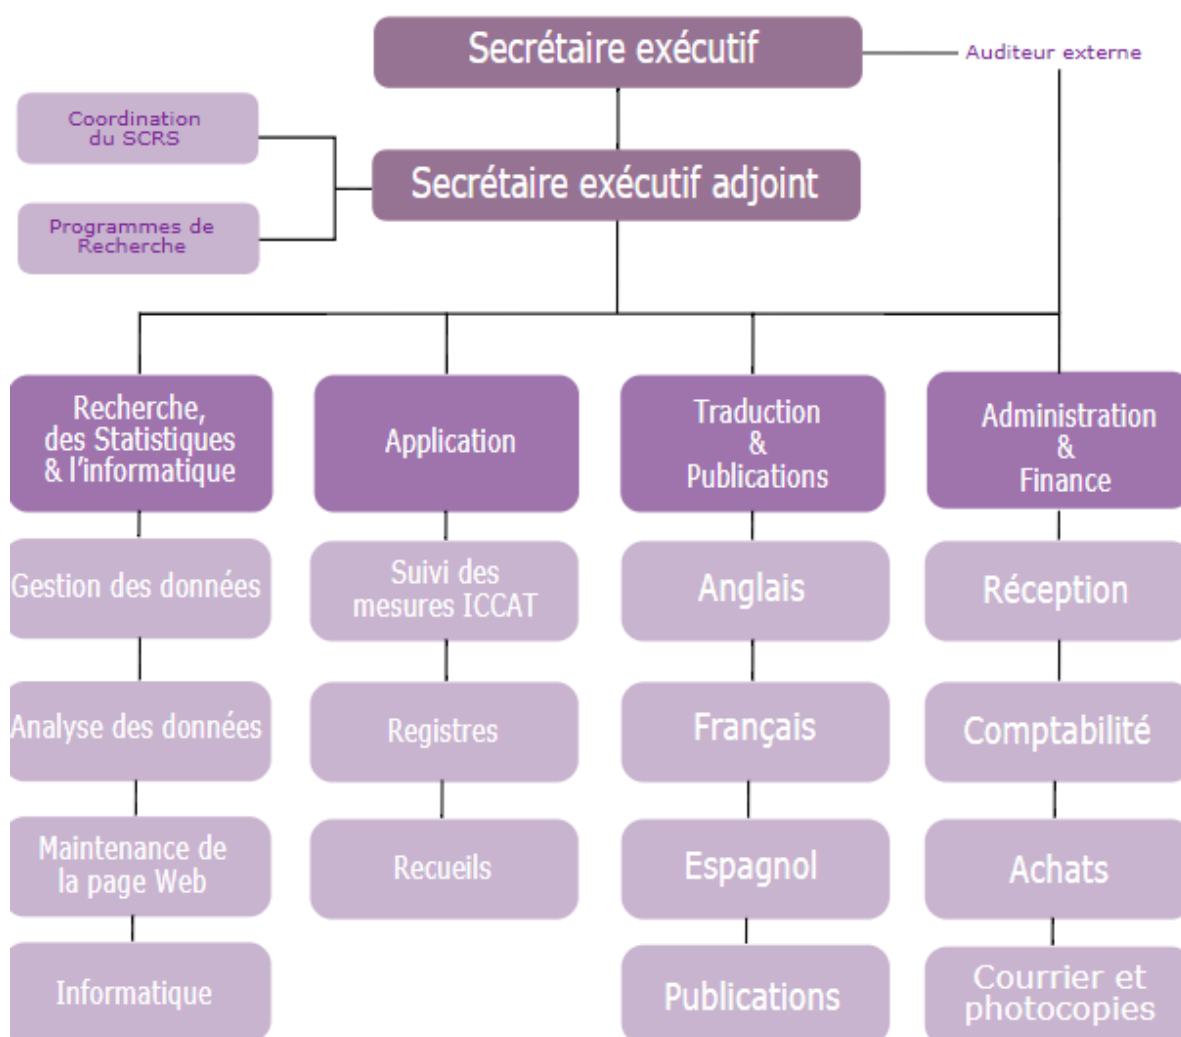 Secrétaire exécutif
Auditeur externe
Coordination
du SCRS
Secrétaire exécutif adjoint
Programmes de
Recherche
Recherche,
des Statistiques
& l'informatique
Application
Traduction
&
Publications
Administration
&
Finance
Gestion des données
Suivi des
mesures ICCAT
Anglais
Réception
Analyse des données
Registres
Français
Comptabilité
Maintenance de
la page Web
Recueils
Espagnol
Achats
Informatique
Publications
Courrier et
photocopies